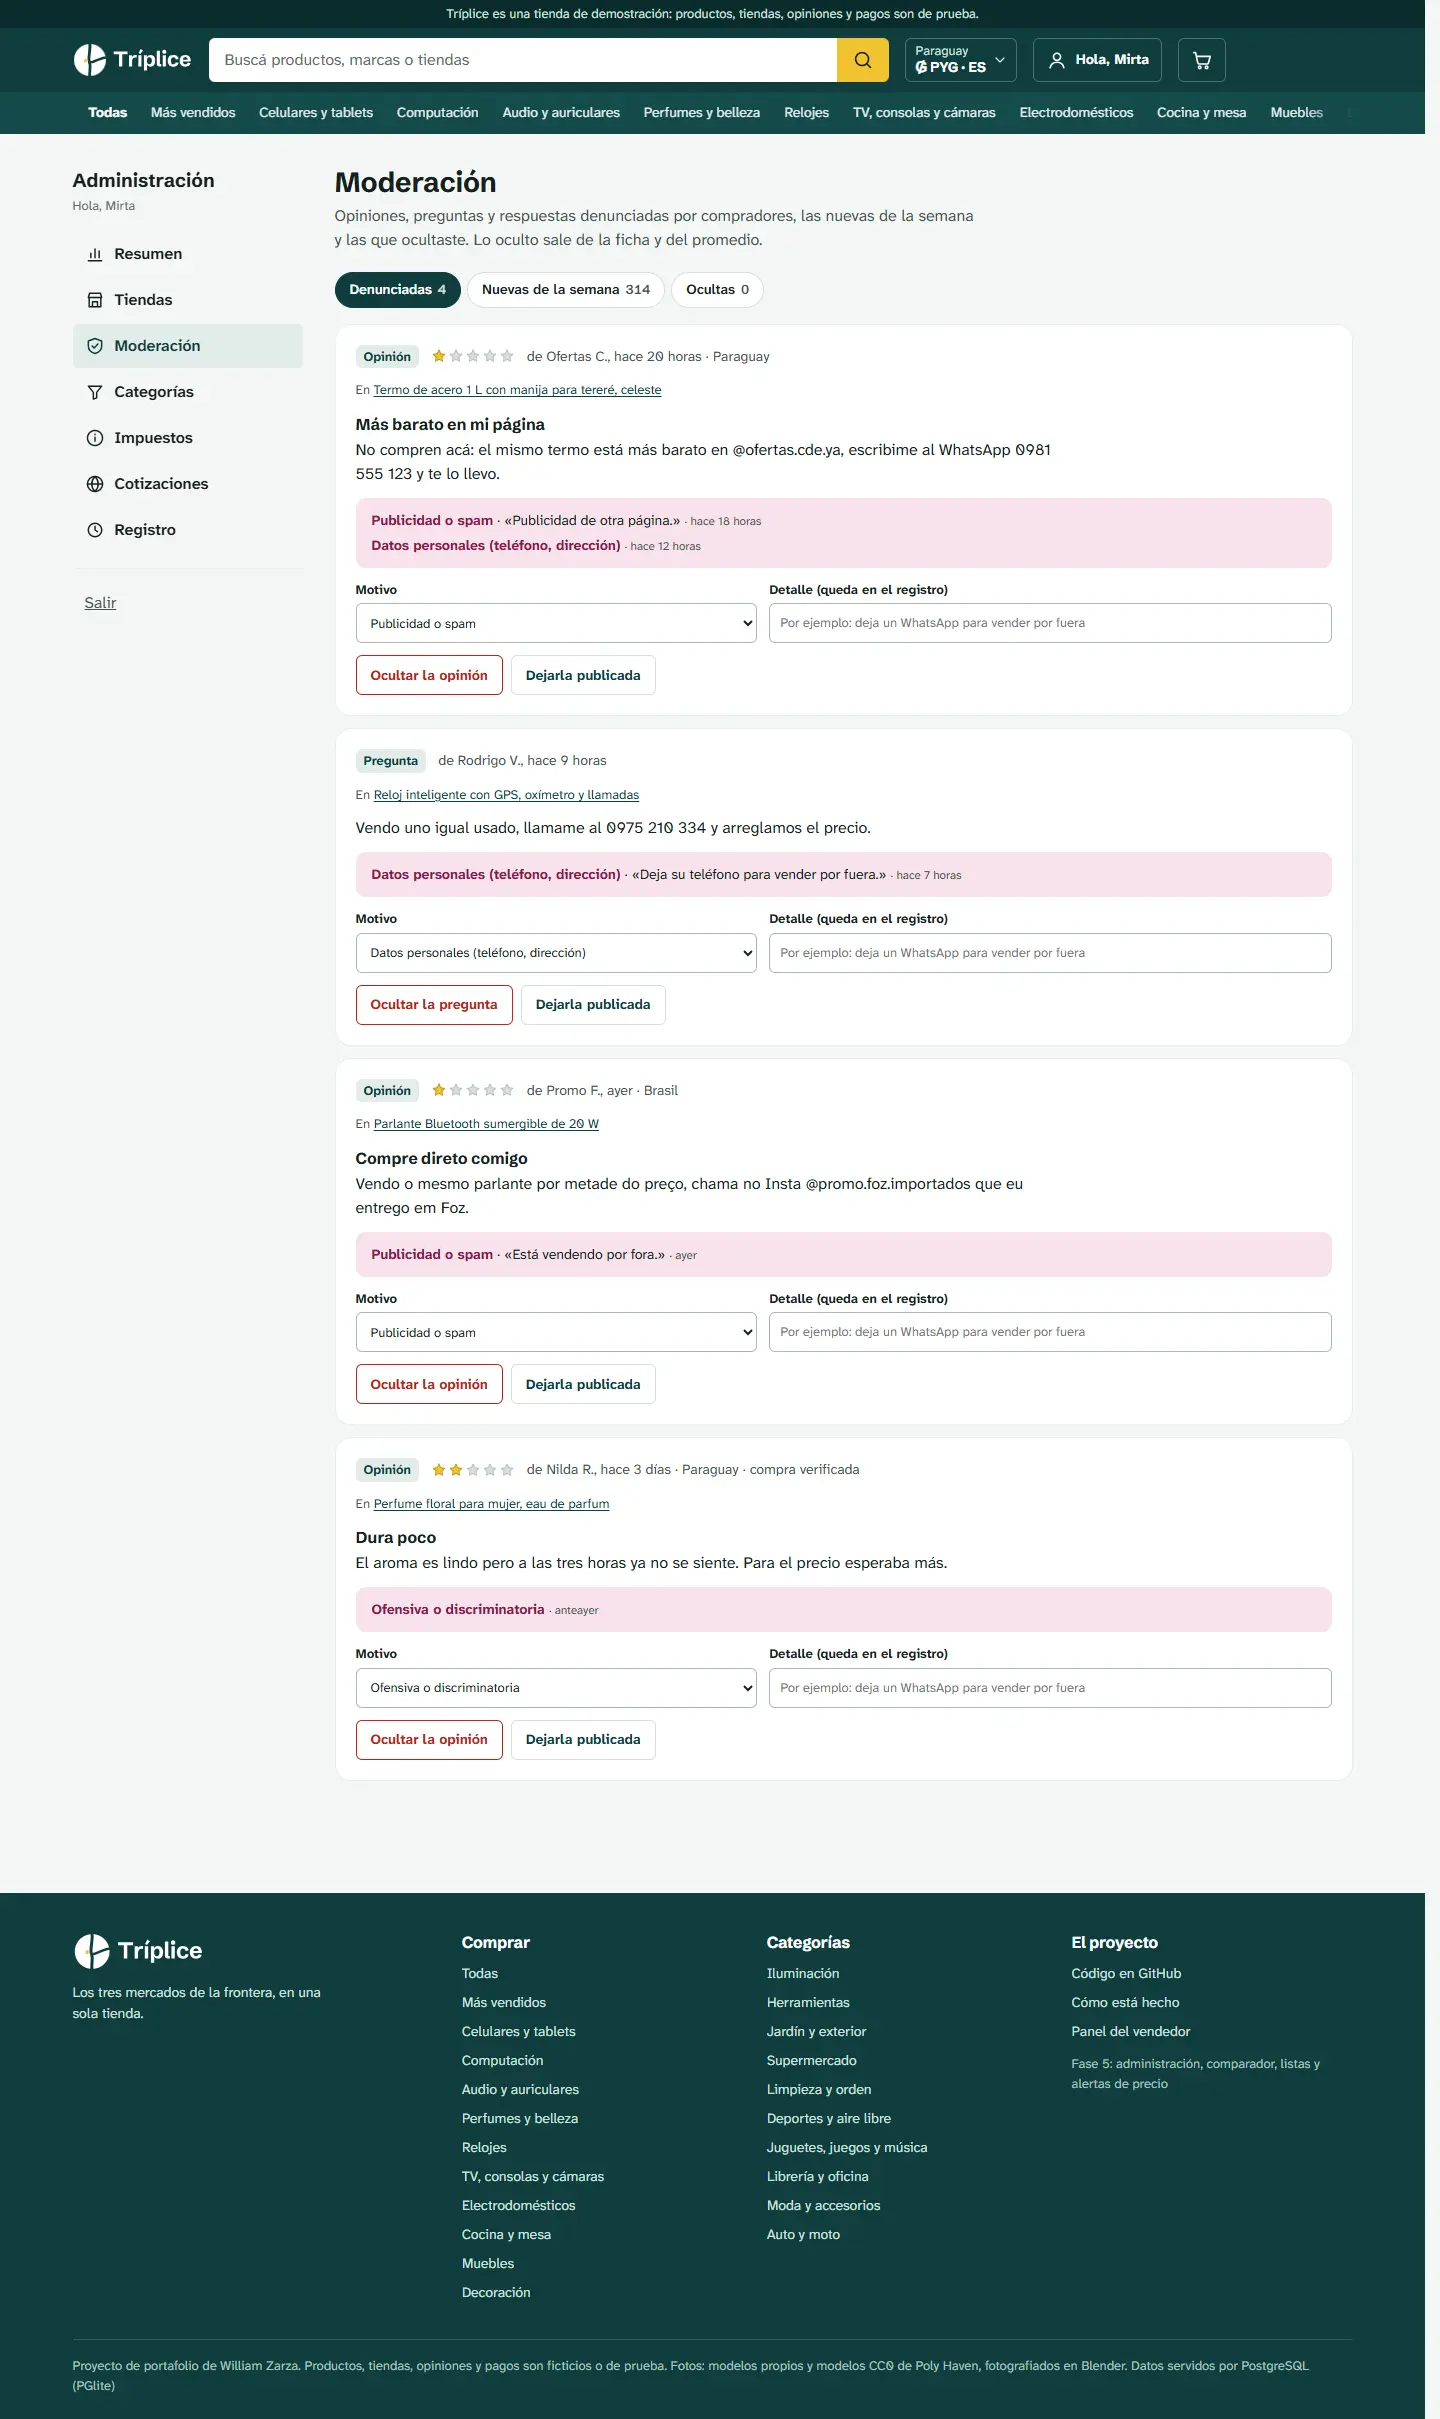 Tríplice es una tienda de demostración: productos, tiendas, opiniones y pagos son de prueba.
Tríplice
Buscá productos, marcas o tiendas
Paraguay
₲ PYG · ES
Hola, Mirta
Todas
Más vendidos
Celulares y tablets
Computación
Audio y auriculares
Perfumes y belleza
Relojes
TV, consolas y cámaras
Electrodomésticos
Cocina y mesa
Muebles
Administración
Hola, Mirta
Resumen
Tiendas
Moderación
Categorías
Impuestos
Cotizaciones
Registro
Salir
Moderación
Opiniones, preguntas y respuestas denunciadas por compradores, las nuevas de la semana
y las que ocultaste. Lo oculto sale de la ficha y del promedio.
Denunciadas 4
Nuevas de la semana 314
Ocultas 0
Opinión de Ofertas C., hace 20 horas · Paraguay
En Termo de acero 1 L con manija para tereré, celeste
Más barato en mi página
No compren acá: el mismo termo está más barato en @ofertas.cde.ya, escribime al WhatsApp 0981
555 123 y te lo llevo.
Publicidad o spam · «Publicidad de otra página.» · hace 18 horas
Datos personales (teléfono, dirección) · hace 12 horas
Motivo
Detalle (queda en el registro)
Publicidad o spam
Por ejemplo: deja un WhatsApp para vender por fuera
Ocultar la opinión
Dejarla publicada
Pregunta de Rodrigo V., hace 9 horas
En Reloj inteligente con GPS, oxímetro y llamadas
Vendo uno igual usado, llamame al 0975 210 334 y arreglamos el precio.
Datos personales (teléfono, dirección) · «Deja su teléfono para vender por fuera.» · hace 7 horas
Motivo
Detalle (queda en el registro)
Datos personales (teléfono, dirección)
Por ejemplo: deja un WhatsApp para vender por fuera
Ocultar la pregunta
Dejarla publicada
Opinión de Promo F., ayer · Brasil
En Parlante Bluetooth sumergible de 20 W
Compre direto comigo
Vendo o mesmo parlante por metade do preço, chama no Insta @promo.foz.importados que eu
entrego em Foz.
Publicidad o spam · «Está vendendo por fora.» · ayer
Motivo
Detalle (queda en el registro)
Publicidad o spam
Por ejemplo: deja un WhatsApp para vender por fuera
Ocultar la opinión
Dejarla publicada
Opinión de Nilda R., hace 3 días · Paraguay · compra verificada
En Perfume floral para mujer, eau de parfum
Dura poco
El aroma es lindo pero a las tres horas ya no se siente. Para el precio esperaba más.
Ofensiva o discriminatoria · anteayer
Motivo
Detalle (queda en el registro)
Ofensiva o discriminatoria
Por ejemplo: deja un WhatsApp para vender por fuera
Ocultar la opinión
Dejarla publicada
Tríplice
Los tres mercados de la frontera, en una
sola tienda.
Comprar
Todas
Más vendidos
Celulares y tablets
Computación
Audio y auriculares
Perfumes y belleza
Relojes
TV, consolas y cámaras
Electrodomésticos
Cocina y mesa
Muebles
Decoración
Categorías
Iluminación
Herramientas
Jardín y exterior
Supermercado
Limpieza y orden
Deportes y aire libre
Juguetes, juegos y música
Librería y oficina
Moda y accesorios
Auto y moto
El proyecto
Código en GitHub
Cómo está hecho
Panel del vendedor
Fase 5: administración, comparador, listas y
alertas de precio
Proyecto de portafolio de William Zarza. Productos, tiendas, opiniones y pagos son ficticios o de prueba. Fotos: modelos propios y modelos CC0 de Poly Haven, fotografiados en Blender. Datos servidos por PostgreSQL
(PGlite)